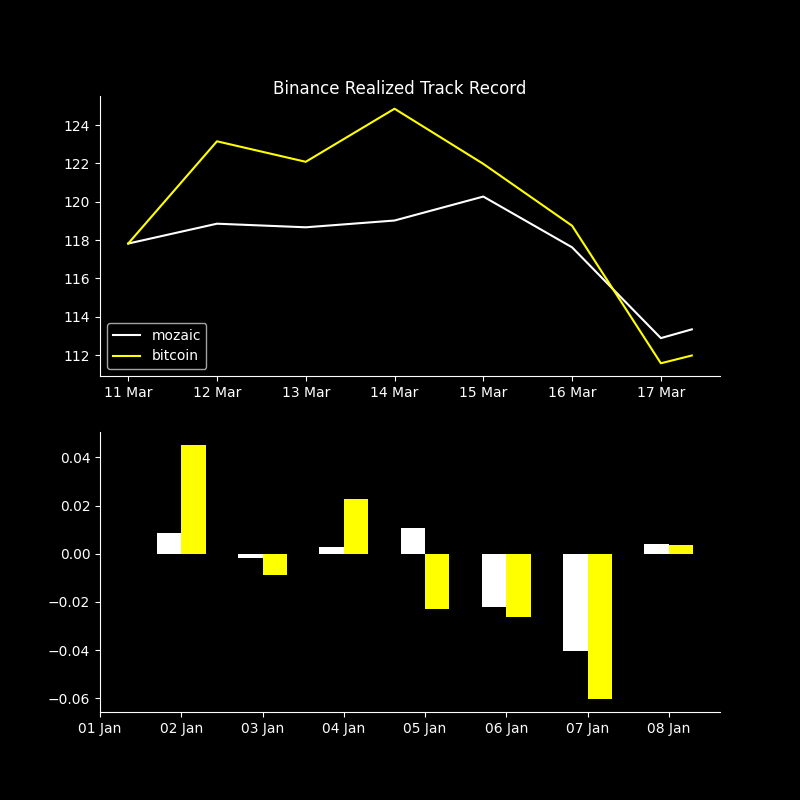 Binance Realized Track Record
124
122
120
118
116
114
112
mozaic
bitcoin
11 Mar 12 Mar 13 Mar 14 Mar 15 Mar 16 Mar 17 Mar
0.04
0.02
0.00
−0.02
−0.04
−0.06
01 Jan 02 Jan 03 Jan 04 Jan 05 Jan 06 Jan 07 Jan 08 Jan